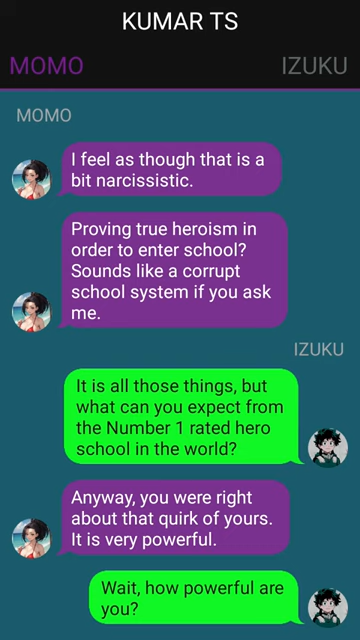 KUMAR TS
MOMO
IZUKU
MOMO
I feel as though that is a
bit narcissistic.
Proving true heroism in
order to enter school?
Sounds like a corrupt
school system if you ask
me.
IZUKU
It is all those things, but
what can you expect from
the Number 1 rated hero
school in the world?
Anyway, you were right
about that quirk of yours.
It is very powerful.
Wait, how powerful are
you?